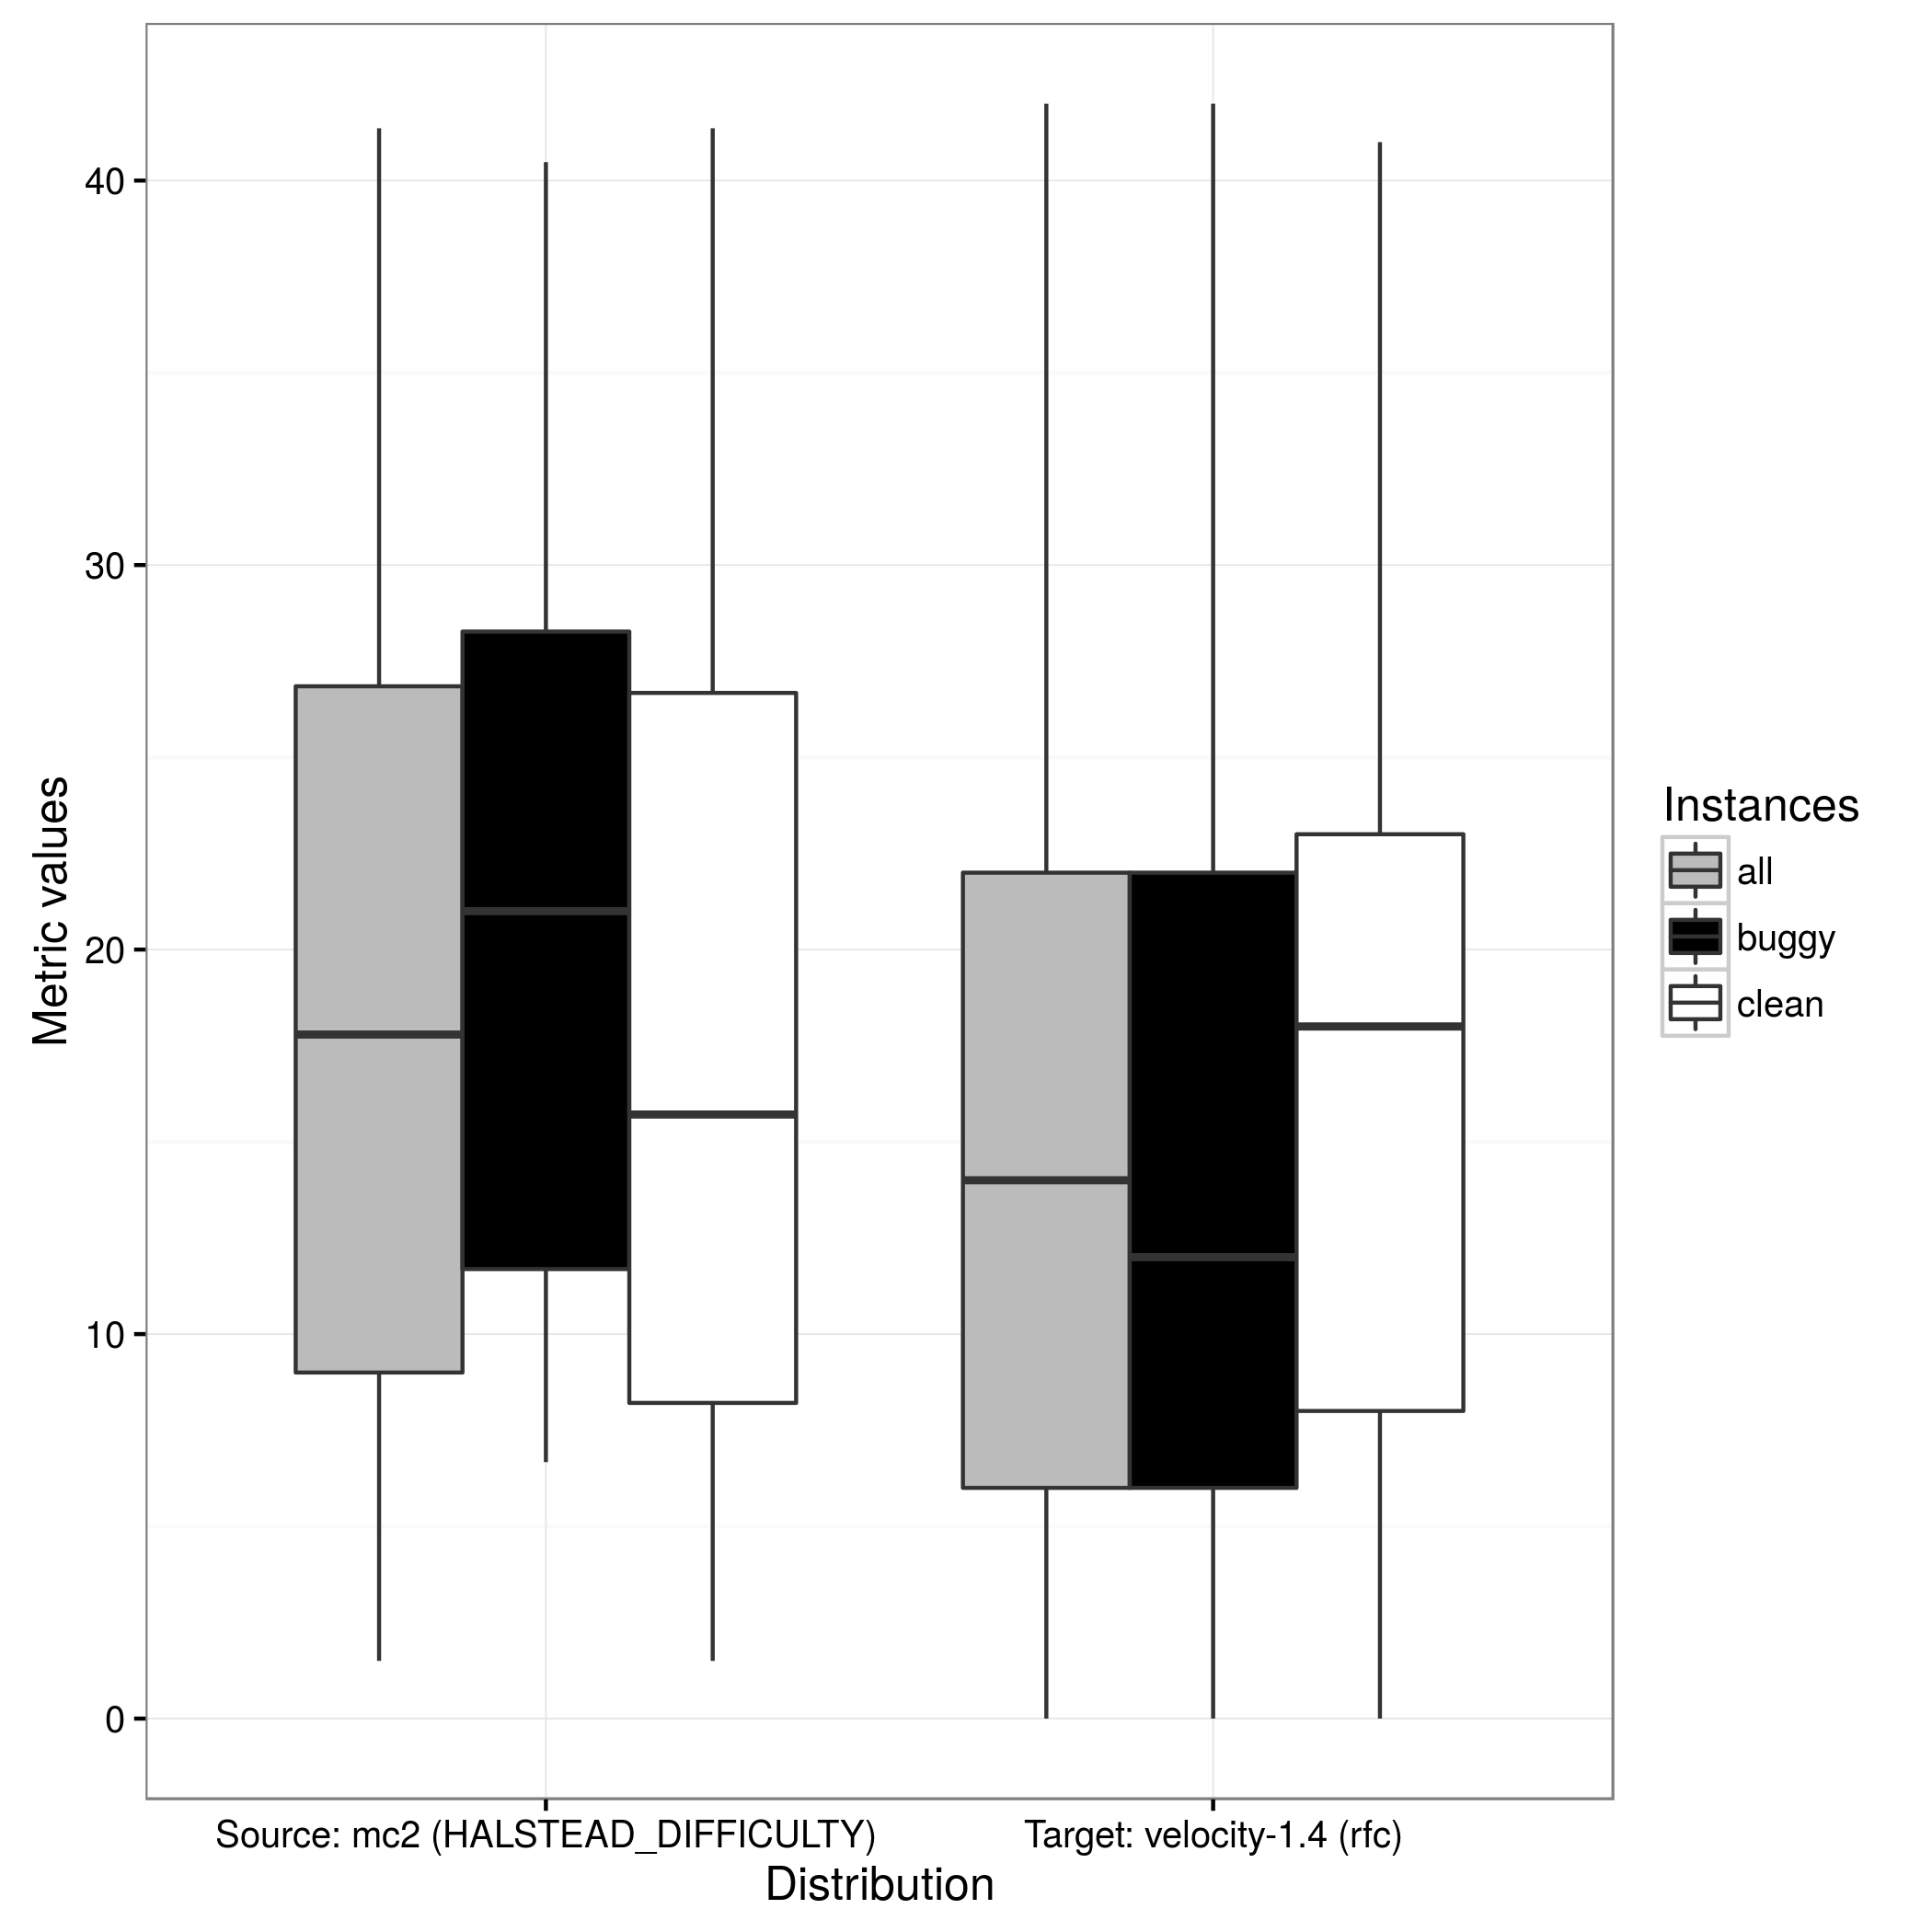 Metric values
40
30
20
10
0
Source: mc2 (HALSTEAD_DIFFICULTY)
Target: velocity-1.4 (rfc)
Distribution
Instances
all
buggy
clean